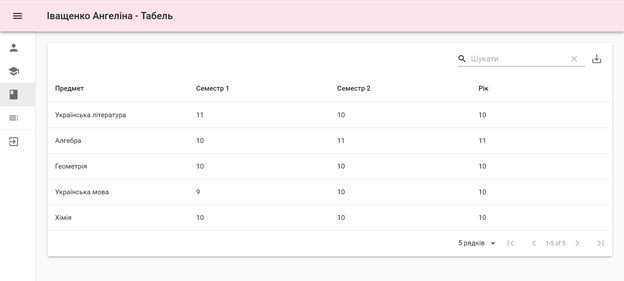 Іващенко Ангеліна - Табель
Шукати
Предмет Семестр 1 Семестр 2 Рік
Українська література 11 10 10
Алгебра 10 11 11
Геометрія 10 10 10
Українська мова 9 10 10
Хімія 10 10 10
5 рядків 1-5 of 5